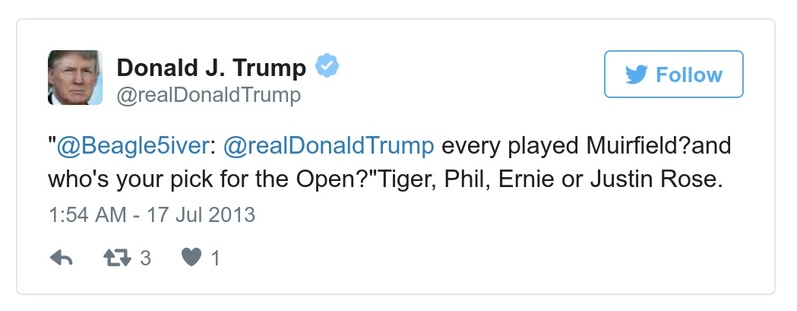 Donald J. Trump
@realDonaldTrump
Follow
"@Beagle5iver: @realDonaldTrump every played Muirfield?and
who's your pick for the Open?"Tiger, Phil, Ernie or Justin Rose.
1:54 AM - 17 Jul 2013
3 1